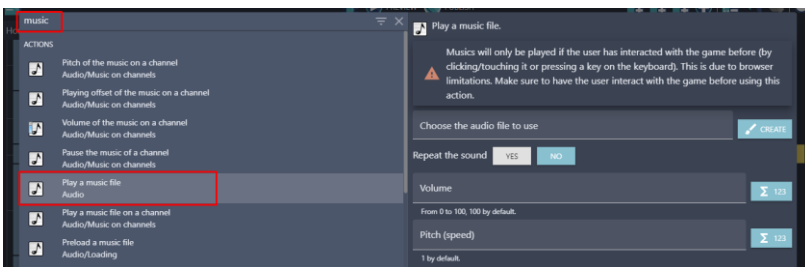 music
ACTIONS
Pitch of the music on a channel
Audio/Music on channels
Playing offset of the music on a channel
Audio/Music on channels
Volume of the music on a channel
Audio/Music on channels
Pause the music of a channel
Audio/Music on channels
Play a music file
Audio
Play a music file on a channel
Audio/Music on channels
Preload a music file
Audio/Loading
Play a music file.
Musics will only be played if the user has interacted with the game before (by
clicking/touching it or pressing a key on the keyboard). This is due to browser
limitations. Make sure to have the user interact with the game before using this
action.
Choose the audio file to use
CREATE
Repeat the sound YES NO
Volume
Σ 123
From 0 to 100, 100 by default.
Pitch (speed)
Σ 123
1 by default.